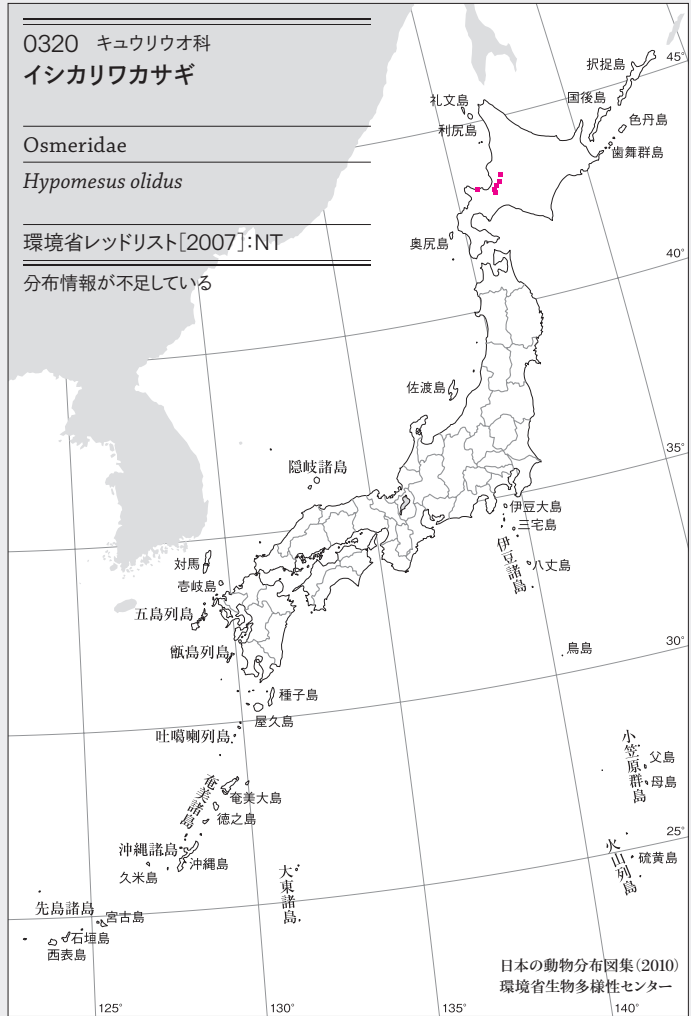 0320 キュウリウオ科
イシカリワカサギ
Osmeridae
Hypomesus olidus
環境省レッドリスト[2007]:NT
分布情報が不足している
択捉島
45°
礼文島
国後島
利尻島
色丹島
歯舞群島
奥尻島
40°
佐渡島
35°
隠岐諸島
伊豆大島
三宅島
伊豆諸島
八丈島
対馬
壱岐島
五島列島
甑島列島
鳥島
30°
種子島
屋久島
吐噶喇列島
小笠原群島
父島
母島
奄美諸島
奄美大島
徳之島
25°
沖縄諸島
沖縄島
久米島
火山列島
硫黄島
大東諸島
先島諸島
宮古島
石垣島
西表島
日本の動物分布図集(2010)
環境省生物多様性センター
125°
130°
135°
140°